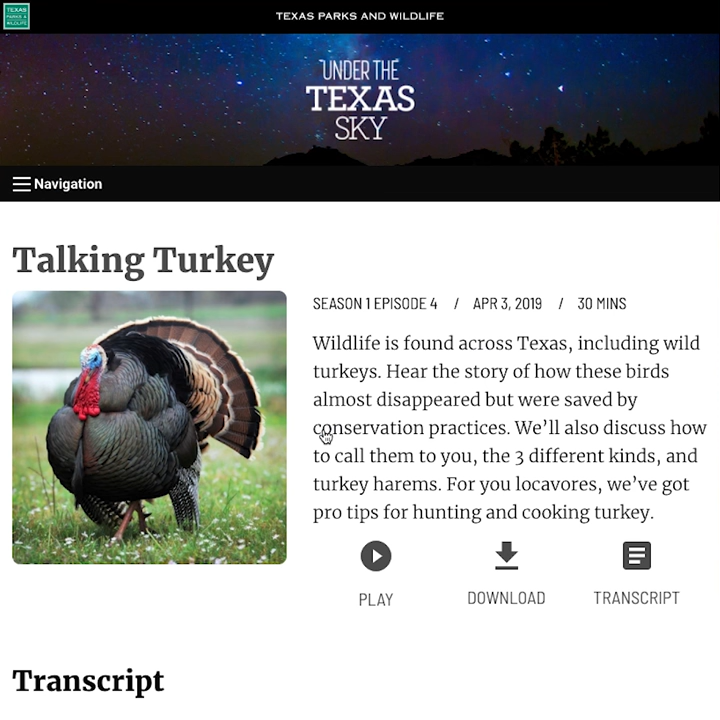 TEXAS
PARKS &
WILDLIFE
TEXAS PARKS AND WILDLIFE
UNDER THE
TEXAS
SKY
Navigation
Talking Turkey
SEASON 1 EPISODE 4 / APR 3, 2019 / 30 MINS
Wildlife is found across Texas, including wild
turkeys. Hear the story of how these birds
almost disappeared but were saved by
conservation practices. We’ll also discuss how
to call them to you, the 3 different kinds, and
turkey harems. For you locavores, we’ve got
pro tips for hunting and cooking turkey.
PLAY DOWNLOAD TRANSCRIPT
Transcript